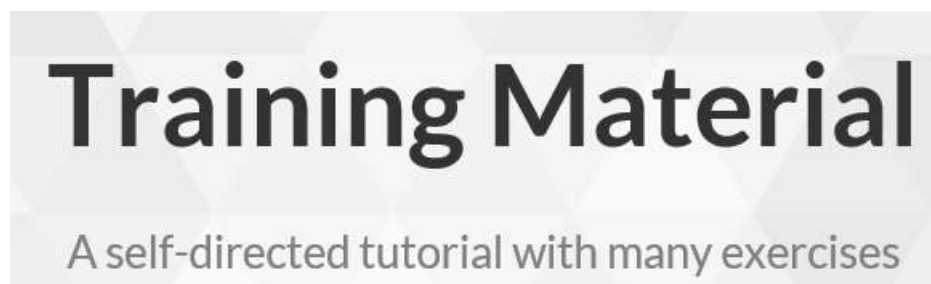 Training Material
A self-directed tutorial with many exercises